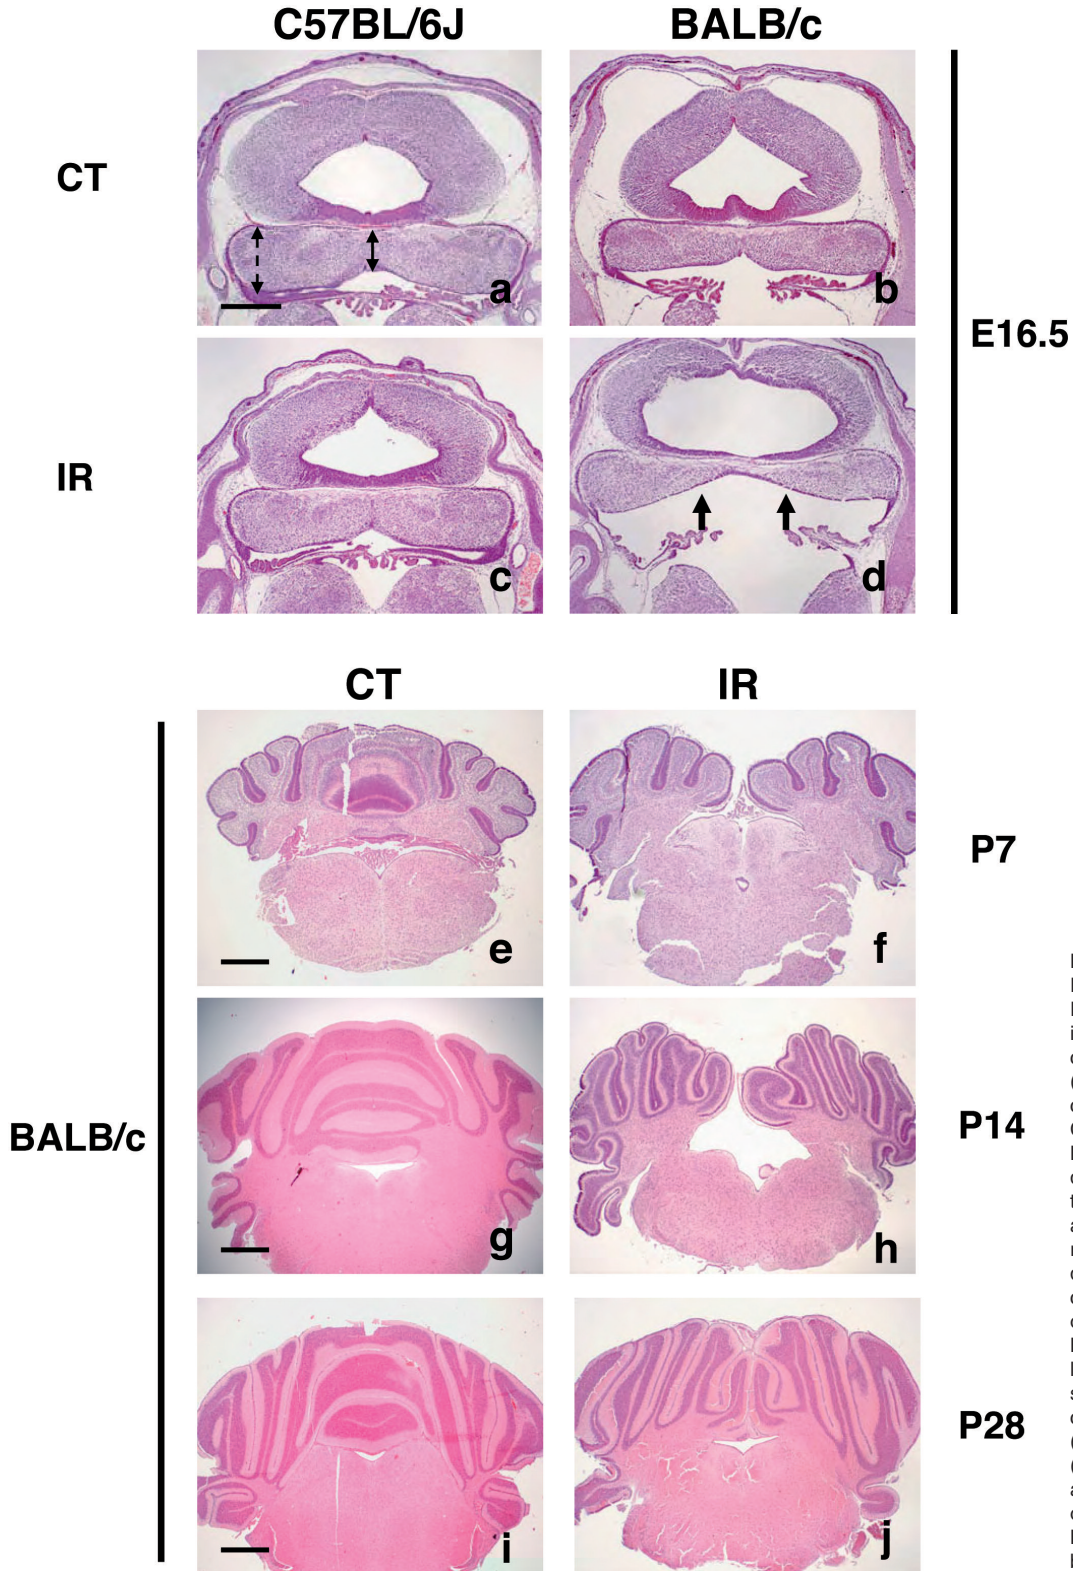 C57BL/6J BALB/c
CT
a b
E16.5
IR
c d
CT IR
e f
P7
BALB/c
g h
P14
i j
P28